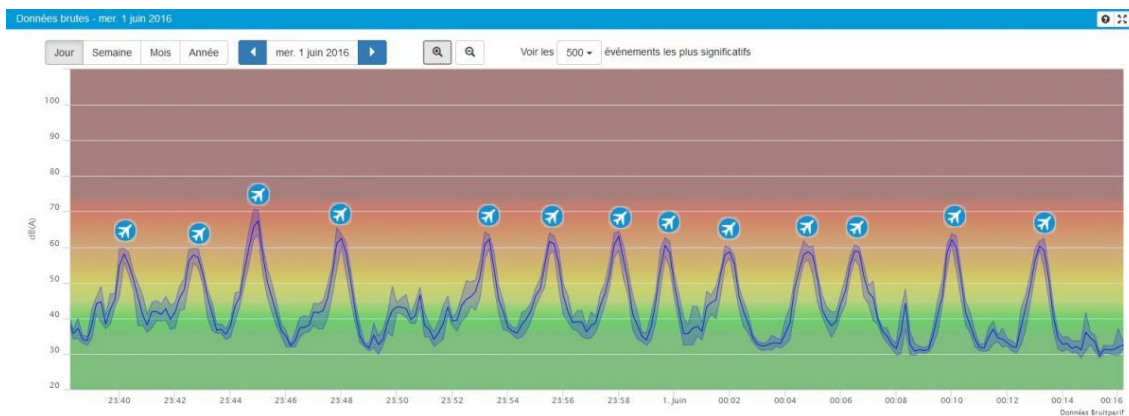 Données brutes - mer. 1 juin 2016
Jour Semaine Mois Année mer. 1 juin 2016 Voir les 500 événements les plus significatifs
100
90
80
70
60
50
40
30
20
dB(A)
23:40 23:42 23:44 23:46 23:48 23:50 23:52 23:54 23:56 23:58 1. juin 00:02 00:04 00:06 00:08 00:10 00:12 00:14 00:16
Données Bruitparif